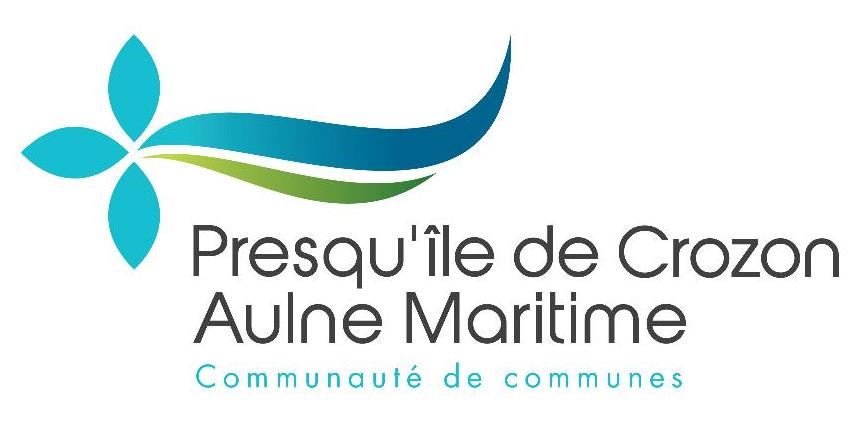 Presqu'île de Crozon
Aulne Maritime
Communauté de communes